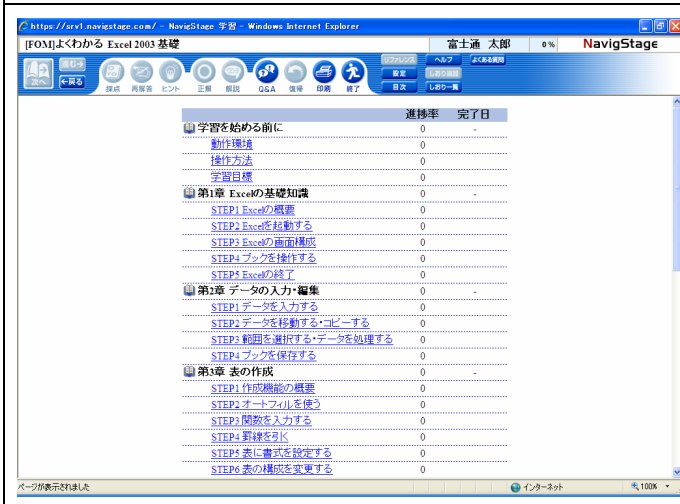 https://srv1.navigstage.com/ - NavigStage 学習 - Windows Internet Explorer
[FOM]よくわかる Excel 2003 基礎 富士通 太郎 0% NavigStage
次へ 進む→ ←戻る 採点 再解答 ヒント 正解 解説 Q&A 復帰 印刷 終了 リファレンス ヘルプ よくある質問
設定 しおり追加
目次 しおり一覧
進捗率 完了日
学習を始める前に 0 -
動作環境 0
操作方法 0
学習目標 0
第1章 Excelの基礎知識 0 -
STEP1 Excelの概要 0
STEP2 Excelを起動する 0
STEP3 Excelの画面構成 0
STEP4 ブックを操作する 0
STEP5 Excelの終了 0
第2章 データの入力・編集 0 -
STEP1 データを入力する 0
STEP2 データを移動する・コピーする 0
STEP3 範囲を選択する・データを処理する 0
STEP4 ブックを保存する 0
第3章 表の作成 0 -
STEP1 作成機能の概要 0
STEP2 オートフィルを使う 0
STEP3 関数を入力する 0
STEP4 罫線を引く 0
STEP5 表に書式を設定する 0
STEP6 表の構成を変更する 0
ページが表示されました インターネット 100%